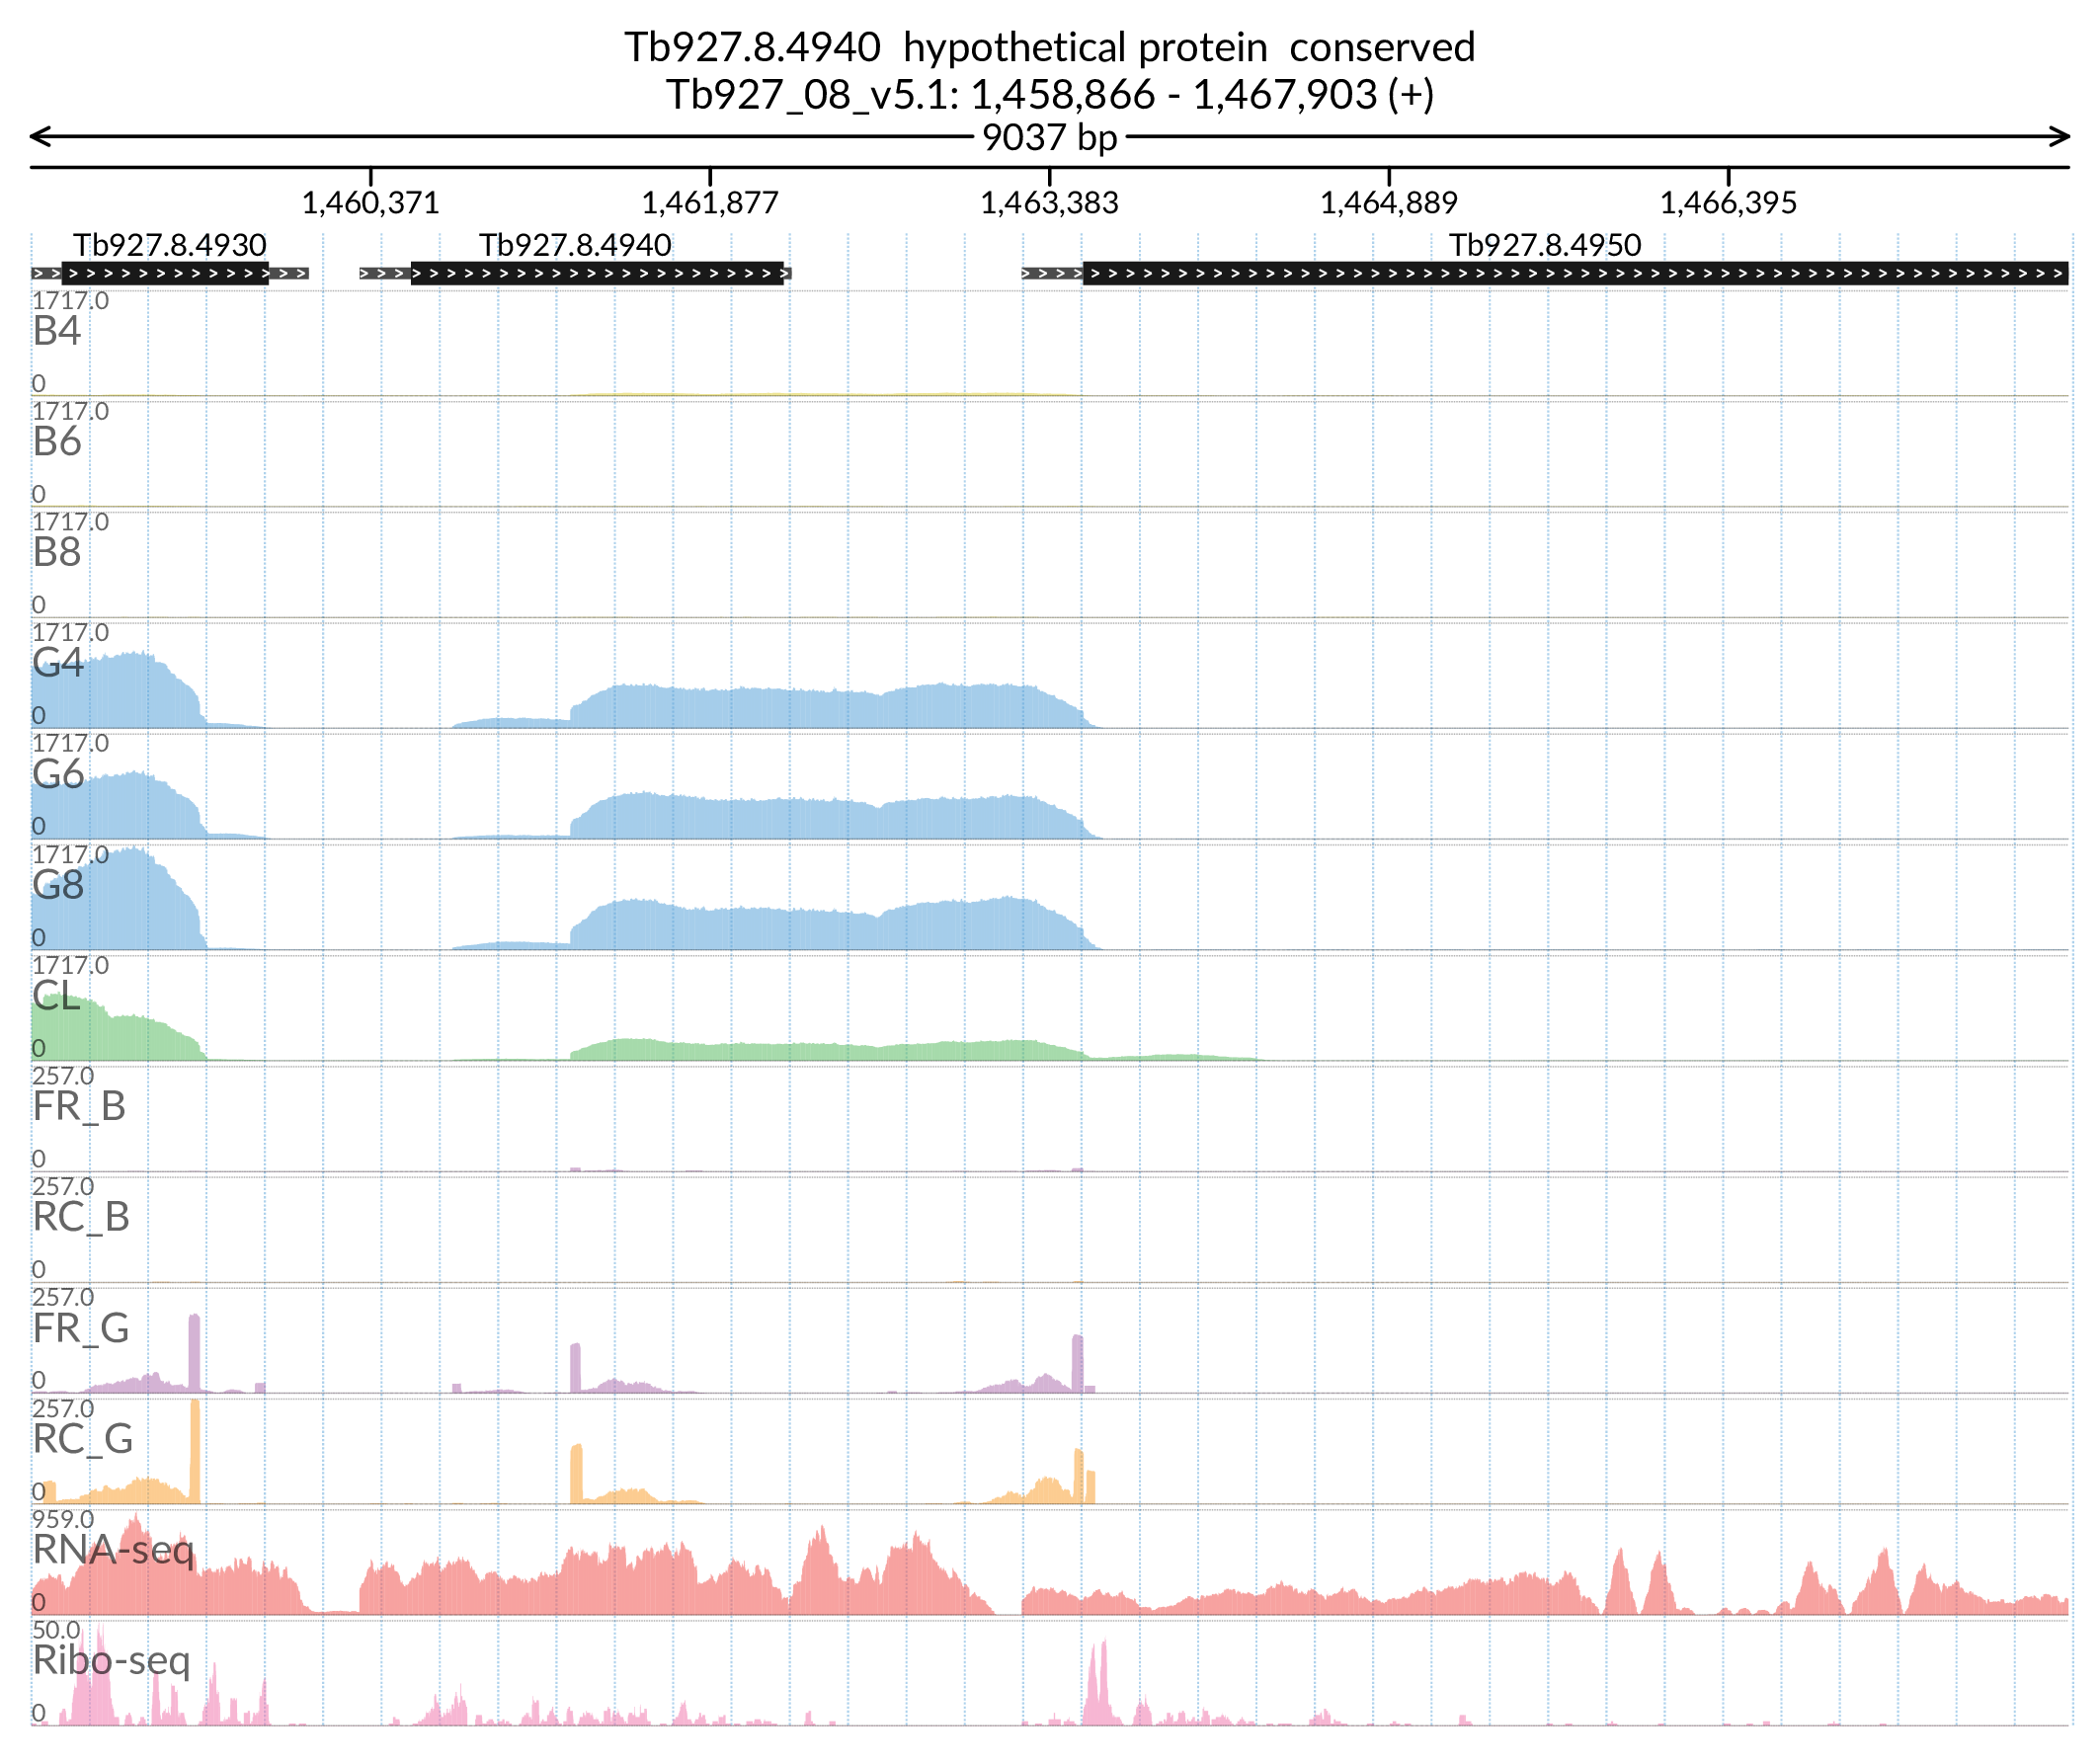 Tb927.8.4940  hypothetical protein  conserved
Tb927_08_v5.1: 1,458,866 - 1,467,903 (+)
9037 bp
1,460,371 1,461,877 1,463,383 1,464,889 1,466,395
Tb927.8.4930 Tb927.8.4940 Tb927.8.4950
1717.0
B4
0
1717.0
B6
0
1717.0
B8
0
1717.0
G4
0
1717.0
G6
0
1717.0
G8
0
1717.0
CL
0
257.0
FR_B
0
257.0
RC_B
0
257.0
FR_G
0
257.0
RC_G
0
959.0
RNA-seq
0
50.0
Ribo-seq
0